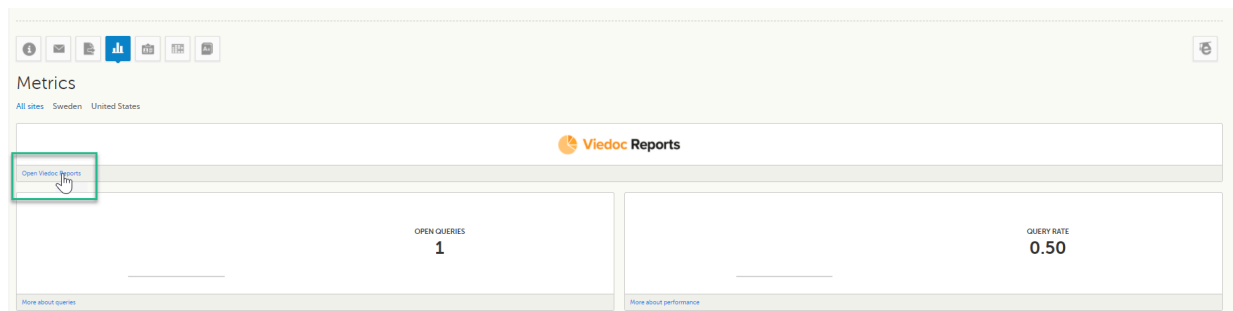 Metrics
All sites Sweden United States
Viedoc Reports
Open Viedoc Reports
OPEN QUERIES
1
QUERY RATE
0.50
More about queries
More about performance